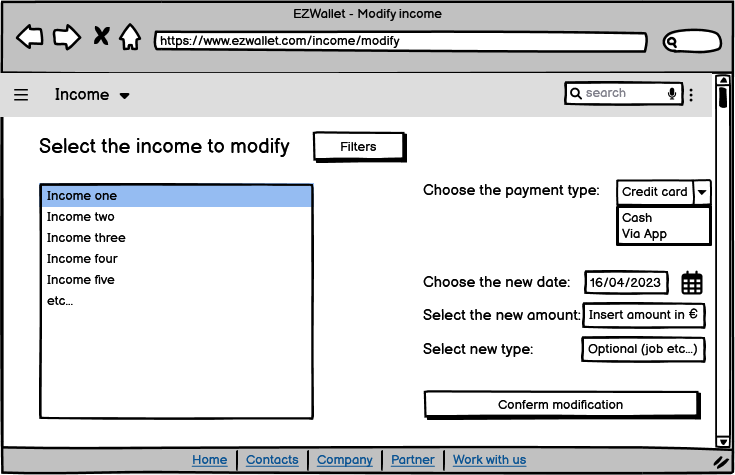 EZWallet - Modify income
https://www.ezwallet.com/income/modify
Income
search
Select the income to modify
Filters
Income one
Income two
Income three
Income four
Income five
etc...
Choose the payment type:
Credit card
Cash
Via App
Choose the new date:
16/04/2023
Select the new amount:
Insert amount in €
Select new type:
Optional (job etc...)
Conferm modification
Home
Contacts
Company
Partner
Work with us